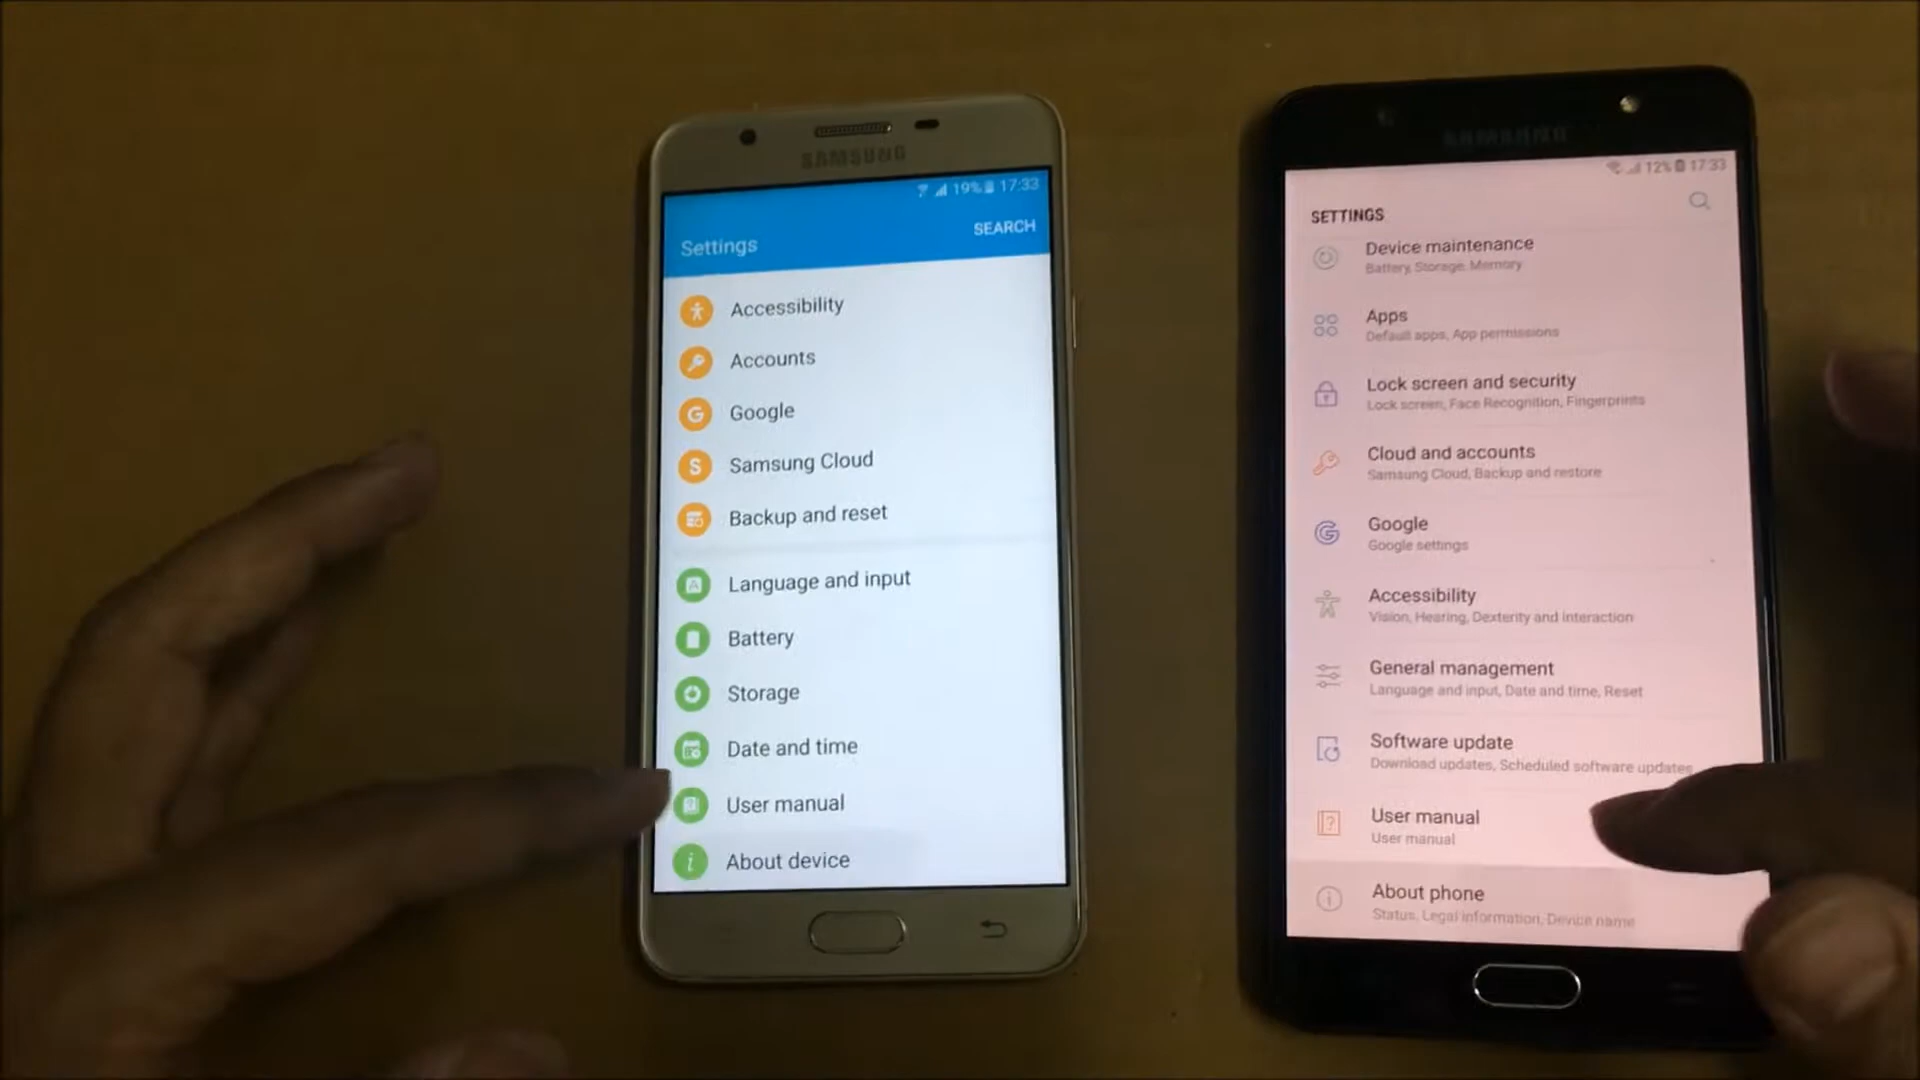 SAMSUNG
19% 17:33
SEARCH
Settings
Accessibility
Accounts
Google
Samsung Cloud
Backup and reset
Language and input
Battery
Storage
Date and time
User manual
About device
SAMSUNG
12% 17:33
SETTINGS
Device maintenance
Battery, Storage, Memory
Apps
Default apps, App permissions
Lock screen and security
Lock screen, Face Recognition, Fingerprints
Cloud and accounts
Samsung Cloud, Backup and restore
Google
Google settings
Accessibility
Vision, Hearing, Dexterity and interaction
General management
Language and input, Date and time, Reset
Software update
Download updates, Scheduled software updates
User manual
User manual
About phone
Status, Legal information, Device name